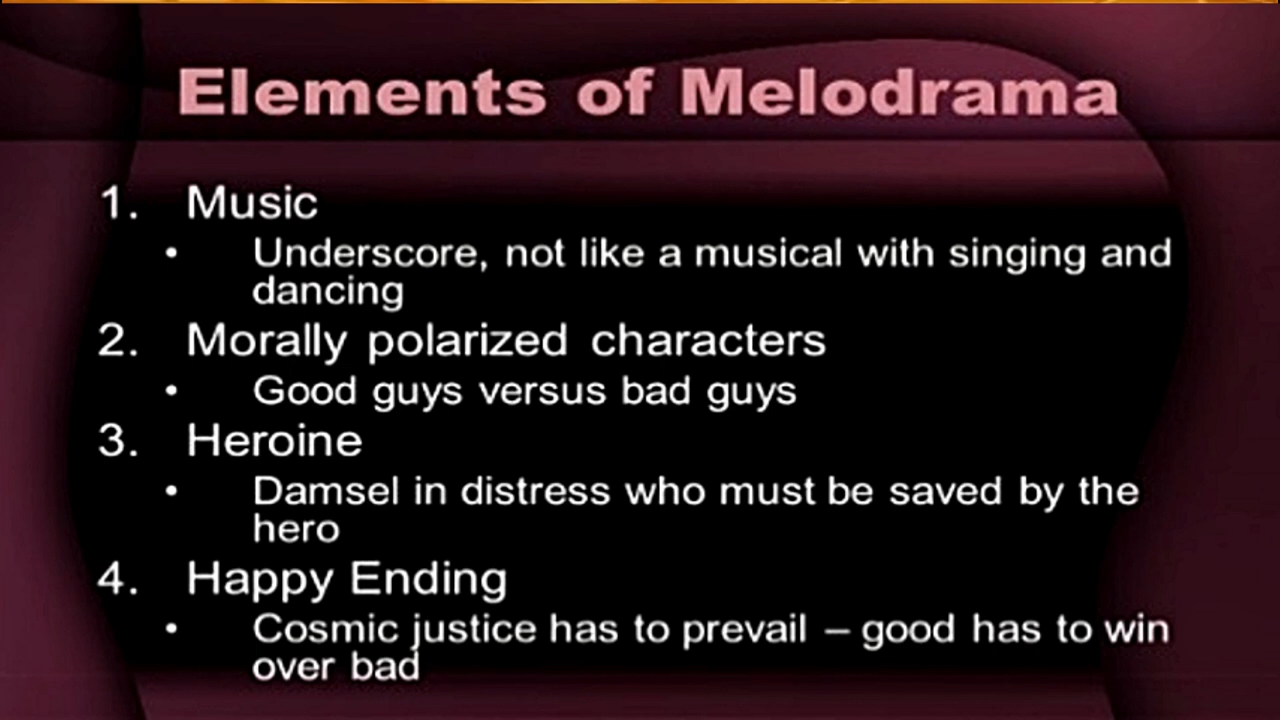 Elements of Melodrama
1. Music
• Underscore, not like a musical with singing and
dancing
2. Morally polarized characters
• Good guys versus bad guys
3. Heroine
• Damsel in distress who must be saved by the
hero
4. Happy Ending
• Cosmic justice has to prevail – good has to win
over bad